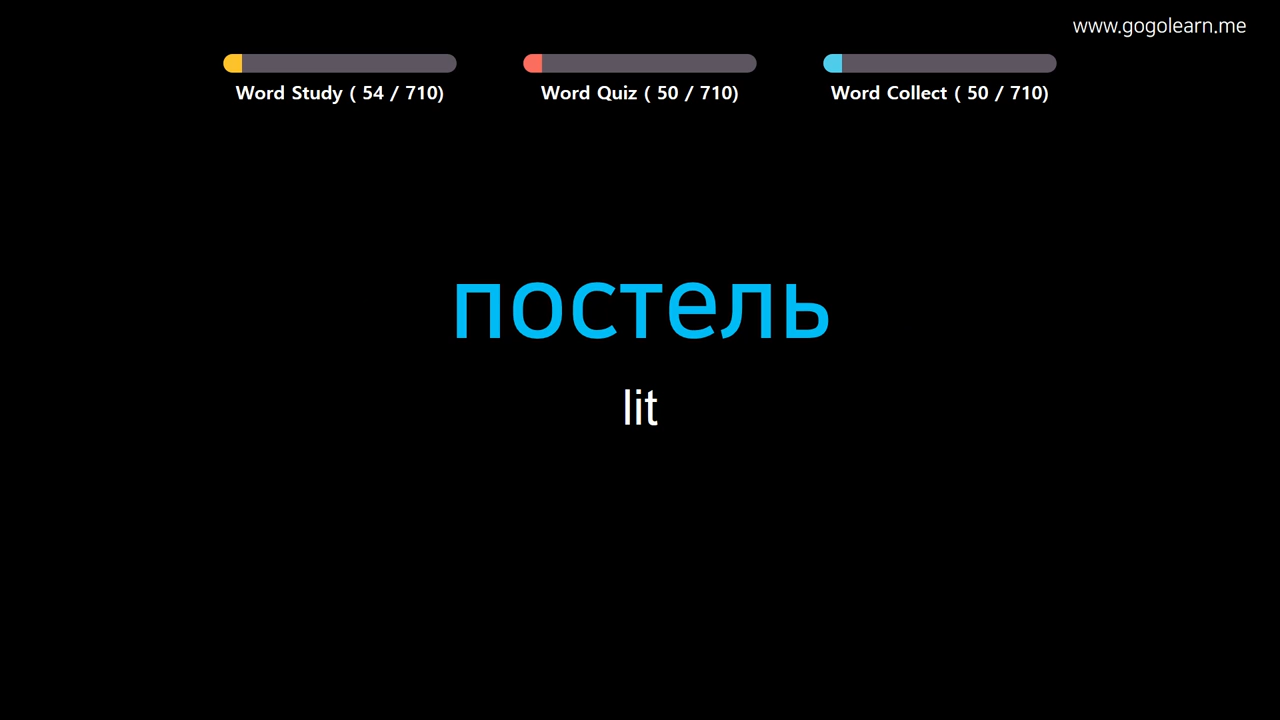 www.gogolearn.me
Word Study ( 54 / 710)
Word Quiz ( 50 / 710)
Word Collect ( 50 / 710)
постель
lit